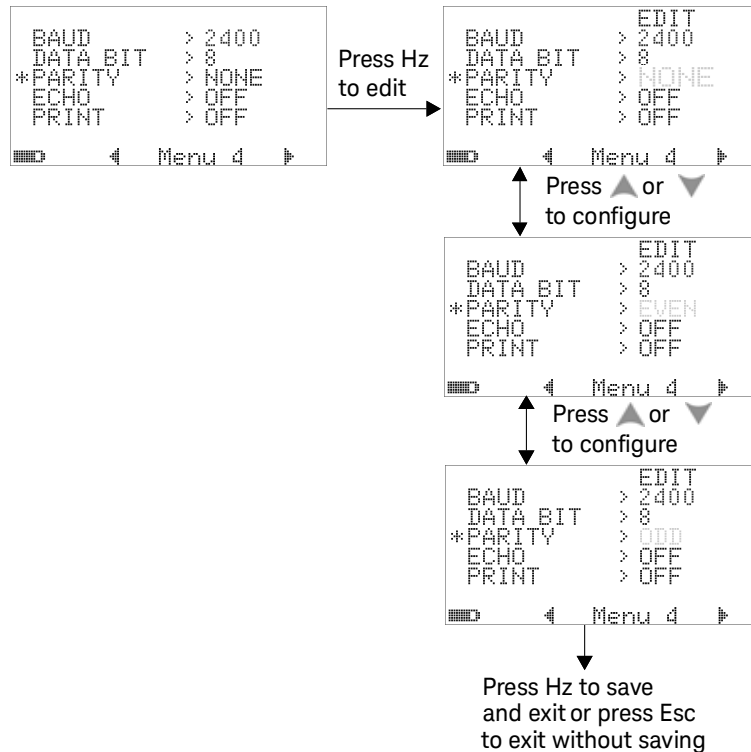 BAUD > 2400
DATA BIT > 8
*PARITY > NONE
ECHO > OFF
PRINT > OFF
Menu 4
Press Hz
to edit
EDIT
BAUD > 2400
DATA BIT > 8
*PARITY > NONE
ECHO > OFF
PRINT > OFF
Menu 4
Press or
to configure
EDIT
BAUD > 2400
DATA BIT > 8
*PARITY > EVEN
ECHO > OFF
PRINT > OFF
Menu 4
Press or
to configure
EDIT
BAUD > 2400
DATA BIT > 8
*PARITY > ODD
ECHO > OFF
PRINT > OFF
Menu 4
Press Hz to save
and exit or press Esc
to exit without saving